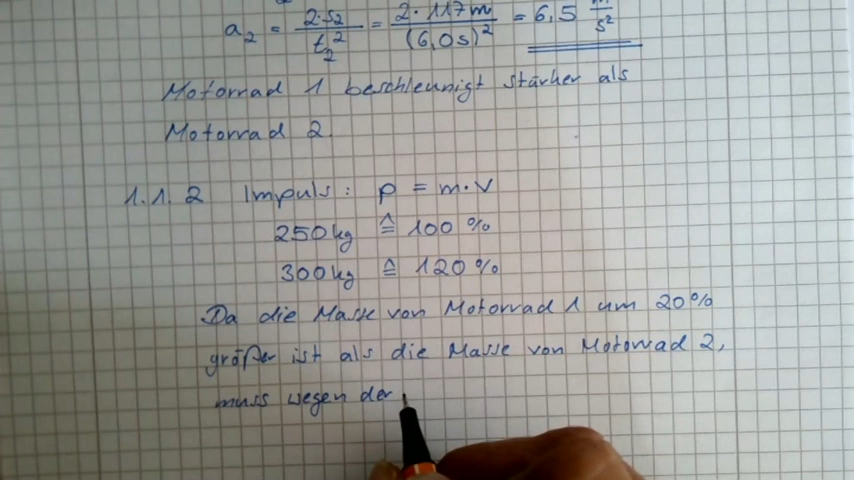 a₂ = 2·s₂/t₂² = 2·117m/(6,0s)² = 6,5 m/s²
Motorrad 1 beschleunigt stärker als
Motorrad 2.
1.1.2 Impuls: p = m·v
250kg ≙ 100 %
300kg ≙ 120 %
Da die Masse von Motorrad 1 um 20%
größer ist als die Masse von Motorrad 2,
muss wegen der